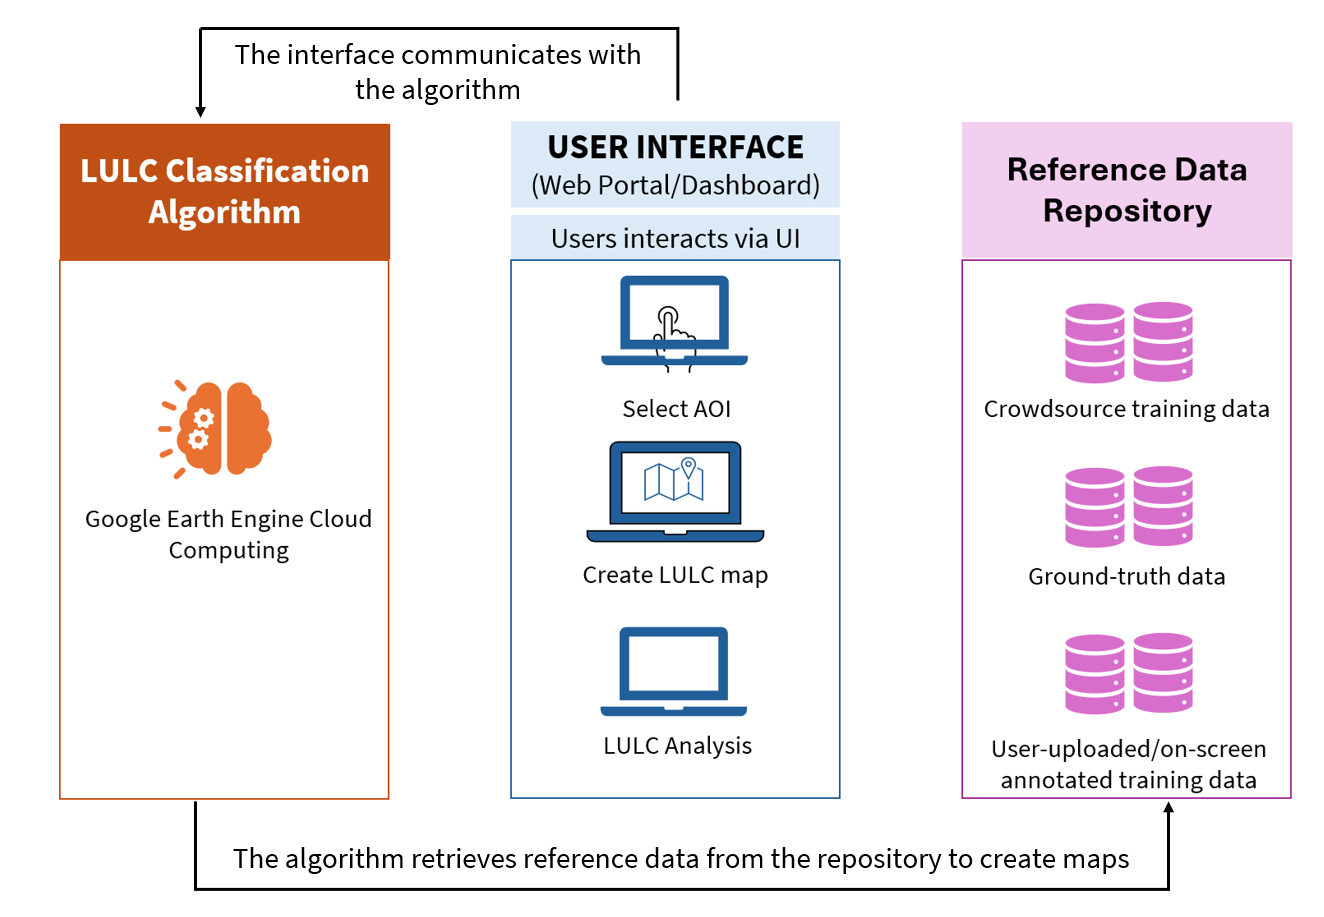 The interface communicates with
the algorithm
LULC Classification
Algorithm
Google Earth Engine Cloud
Computing
USER INTERFACE
(Web Portal/Dashboard)
Users interacts via UI
Select AOI
Create LULC map
LULC Analysis
Reference Data
Repository
Crowdsource training data
Ground-truth data
User-uploaded/on-screen
annotated training data
The algorithm retrieves reference data from the repository to create maps